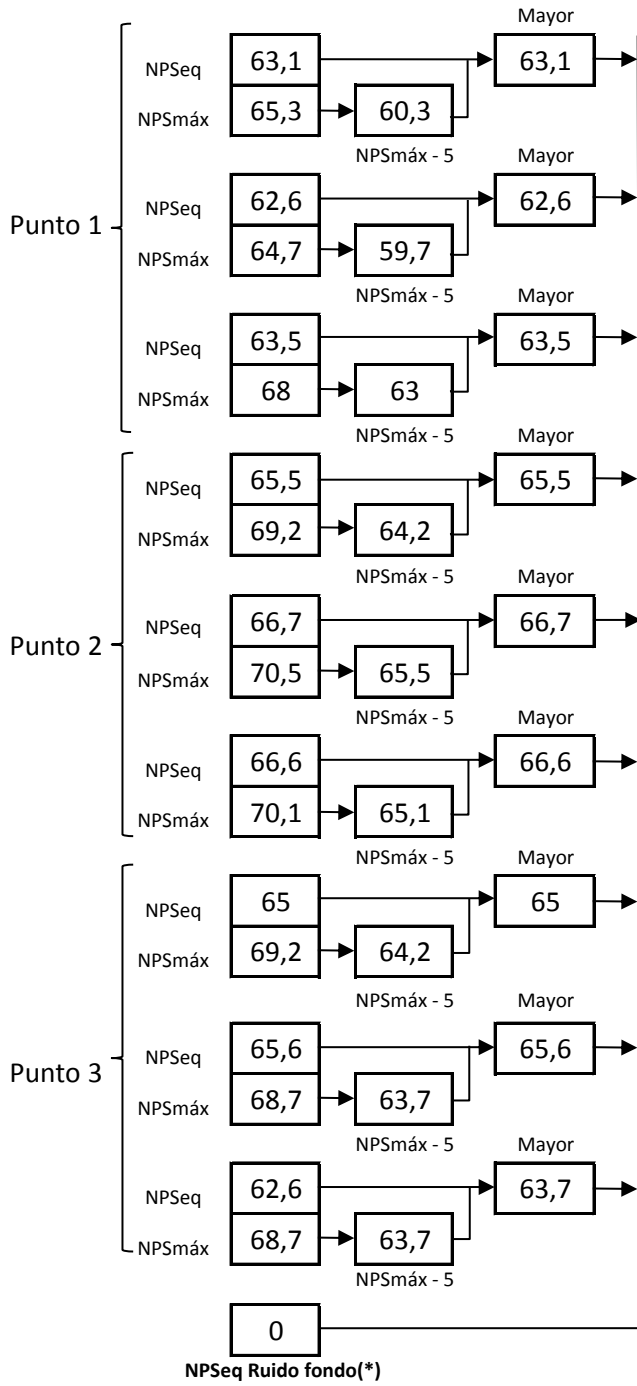 Mayor
NPSeq 63,1 63,1
NPSmáx 65,3 60,3
NPSmáx - 5 Mayor
Punto 1
NPSeq 62,6 62,6
NPSmáx 64,7 59,7
NPSmáx - 5 Mayor
NPSeq 63,5 63,5
NPSmáx 68 63
NPSmáx - 5 Mayor
NPSeq 65,5 65,5
NPSmáx 69,2 64,2
NPSmáx - 5 Mayor
Punto 2
NPSeq 66,7 66,7
NPSmáx 70,5 65,5
NPSmáx - 5 Mayor
NPSeq 66,6 66,6
NPSmáx 70,1 65,1
NPSmáx - 5 Mayor
NPSeq 65 65
NPSmáx 69,2 64,2
NPSmáx - 5 Mayor
Punto 3
NPSeq 65,6 65,6
NPSmáx 68,7 63,7
NPSmáx - 5 Mayor
NPSeq 62,6 63,7
NPSmáx 68,7 63,7
NPSmáx - 5
0
NPSeq Ruido fondo(*)